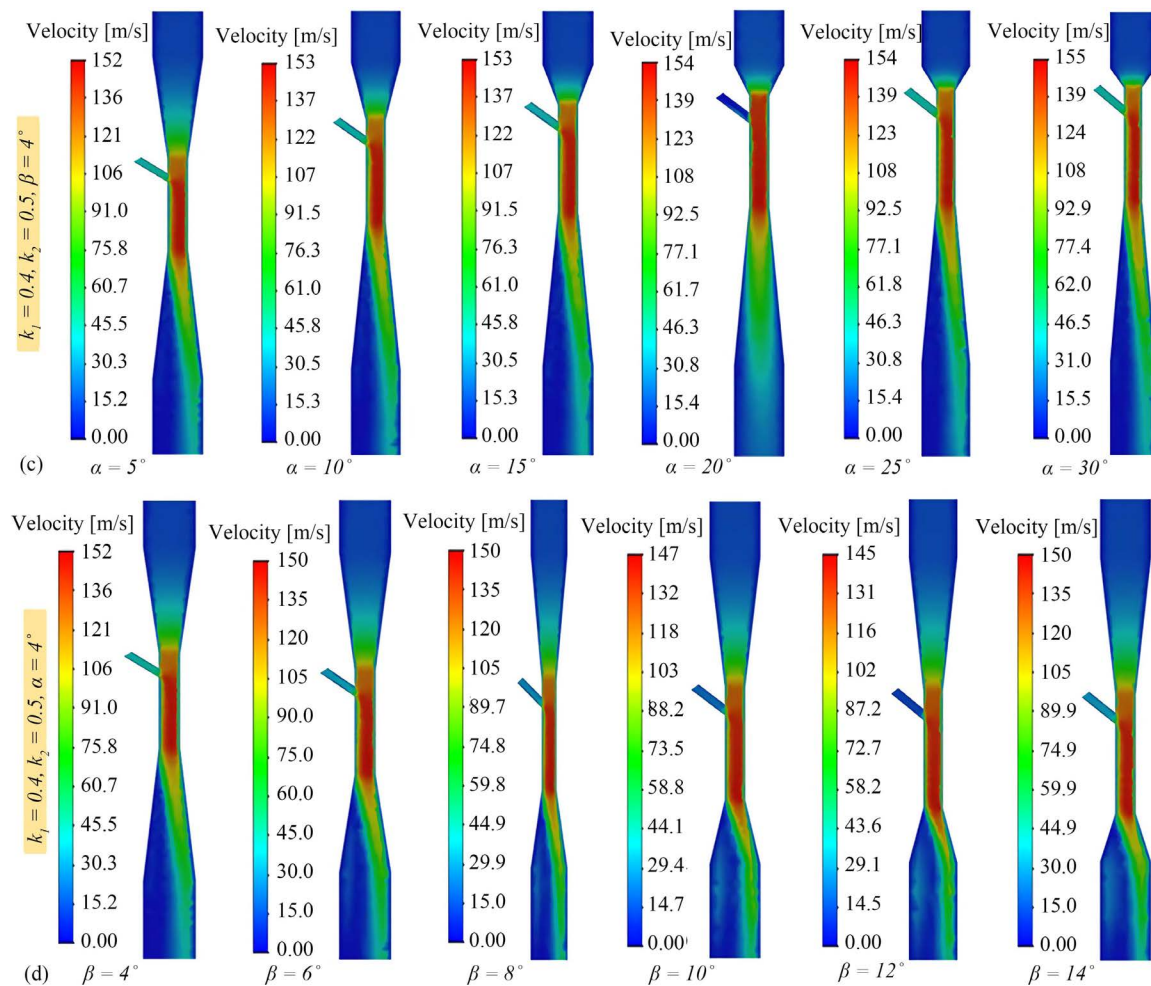 Velocity [m/s] Velocity [m/s] Velocity [m/s] Velocity [m/s] Velocity [m/s] Velocity [m/s]
k₁ = 0.4, k₂ = 0.5, β = 4°
152 153 153 154 154 155
136 137 137 139 139 139
121 122 122 123 123 124
106 107 107 108 108 108
91.0 91.5 91.5 92.5 92.5 92.9
75.8 76.3 76.3 77.1 77.1 77.4
60.7 61.0 61.0 61.7 61.7 61.9
45.5 45.8 45.8 46.3 46.3 46.4
30.3 30.5 30.5 30.8 30.8 31.0
15.2 15.3 15.3 15.4 15.4 15.5
0.00 0.00 0.00 0.00 0.00 0.00
(c) α = 5° α = 10° α = 15° α = 20° α = 25° α = 30°
Velocity [m/s] Velocity [m/s] Velocity [m/s] Velocity [m/s] Velocity [m/s] Velocity [m/s]
k₁ = 0.4, k₂ = 0.5, α = 4°
152 150 150 147 145 150
136 135 135 132 131 135
121 120 120 118 116 120
106 105 105 103 102 105
91.0 90.0 89.7 88.2 87.2 89.9
75.8 75.0 74.8 73.5 72.7 74.9
60.7 60.0 59.8 58.8 58.2 59.9
45.5 45.0 44.9 44.1 43.6 44.9
30.3 30.0 29.9 29.4 29.1 30.0
15.2 15.0 15.0 14.7 14.5 15.0
0.00 0.00 0.00 0.00 0.00 0.00
(d) β = 4° β = 6° β = 8° β = 10° β = 12° β = 14°